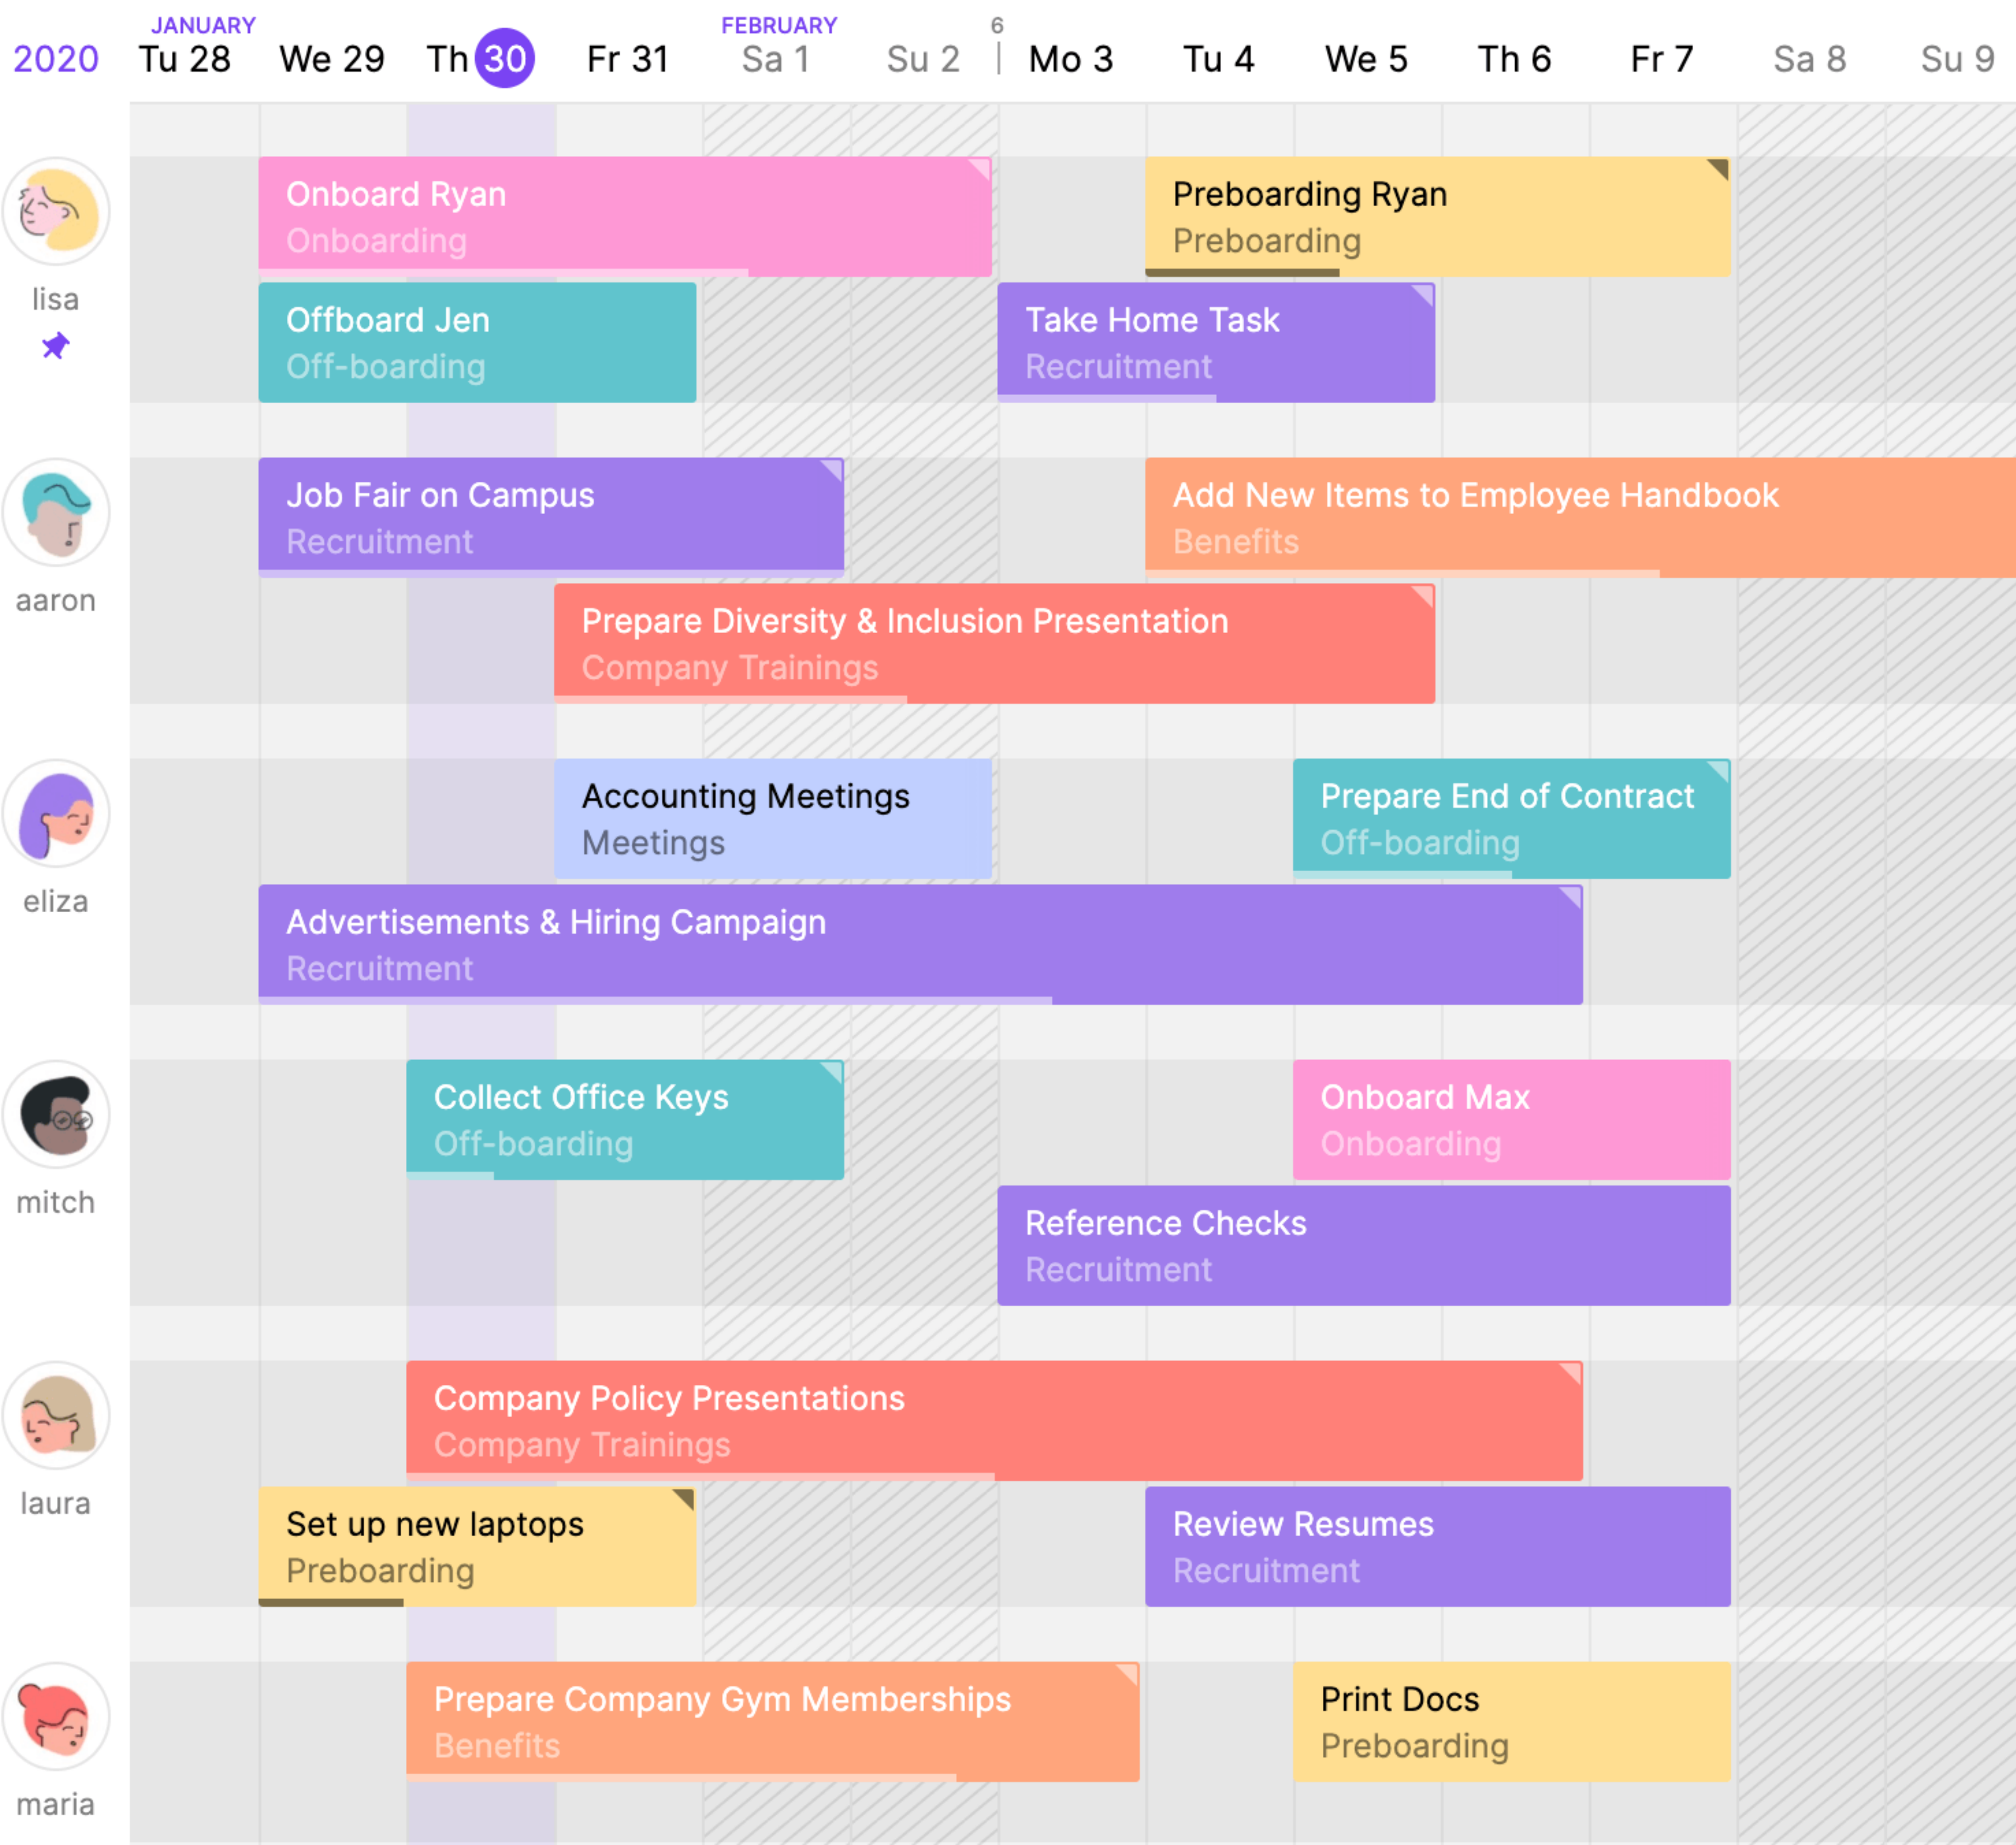 JANUARY FEBRUARY 6
2020 Tu 28 We 29 Th 30 Fr 31 Sa 1 Su 2 Mo 3 Tu 4 We 5 Th 6 Fr 7 Sa 8 Su 9
lisa
Onboard Ryan
Onboarding
Preboarding Ryan
Preboarding
Offboard Jen
Off-boarding
Take Home Task
Recruitment
aaron
Job Fair on Campus
Recruitment
Add New Items to Employee Handbook
Benefits
Prepare Diversity & Inclusion Presentation
Company Trainings
eliza
Accounting Meetings
Meetings
Prepare End of Contract
Off-boarding
Advertisements & Hiring Campaign
Recruitment
mitch
Collect Office Keys
Off-boarding
Onboard Max
Onboarding
Reference Checks
Recruitment
laura
Company Policy Presentations
Company Trainings
Set up new laptops
Preboarding
Review Resumes
Recruitment
maria
Prepare Company Gym Memberships
Benefits
Print Docs
Preboarding